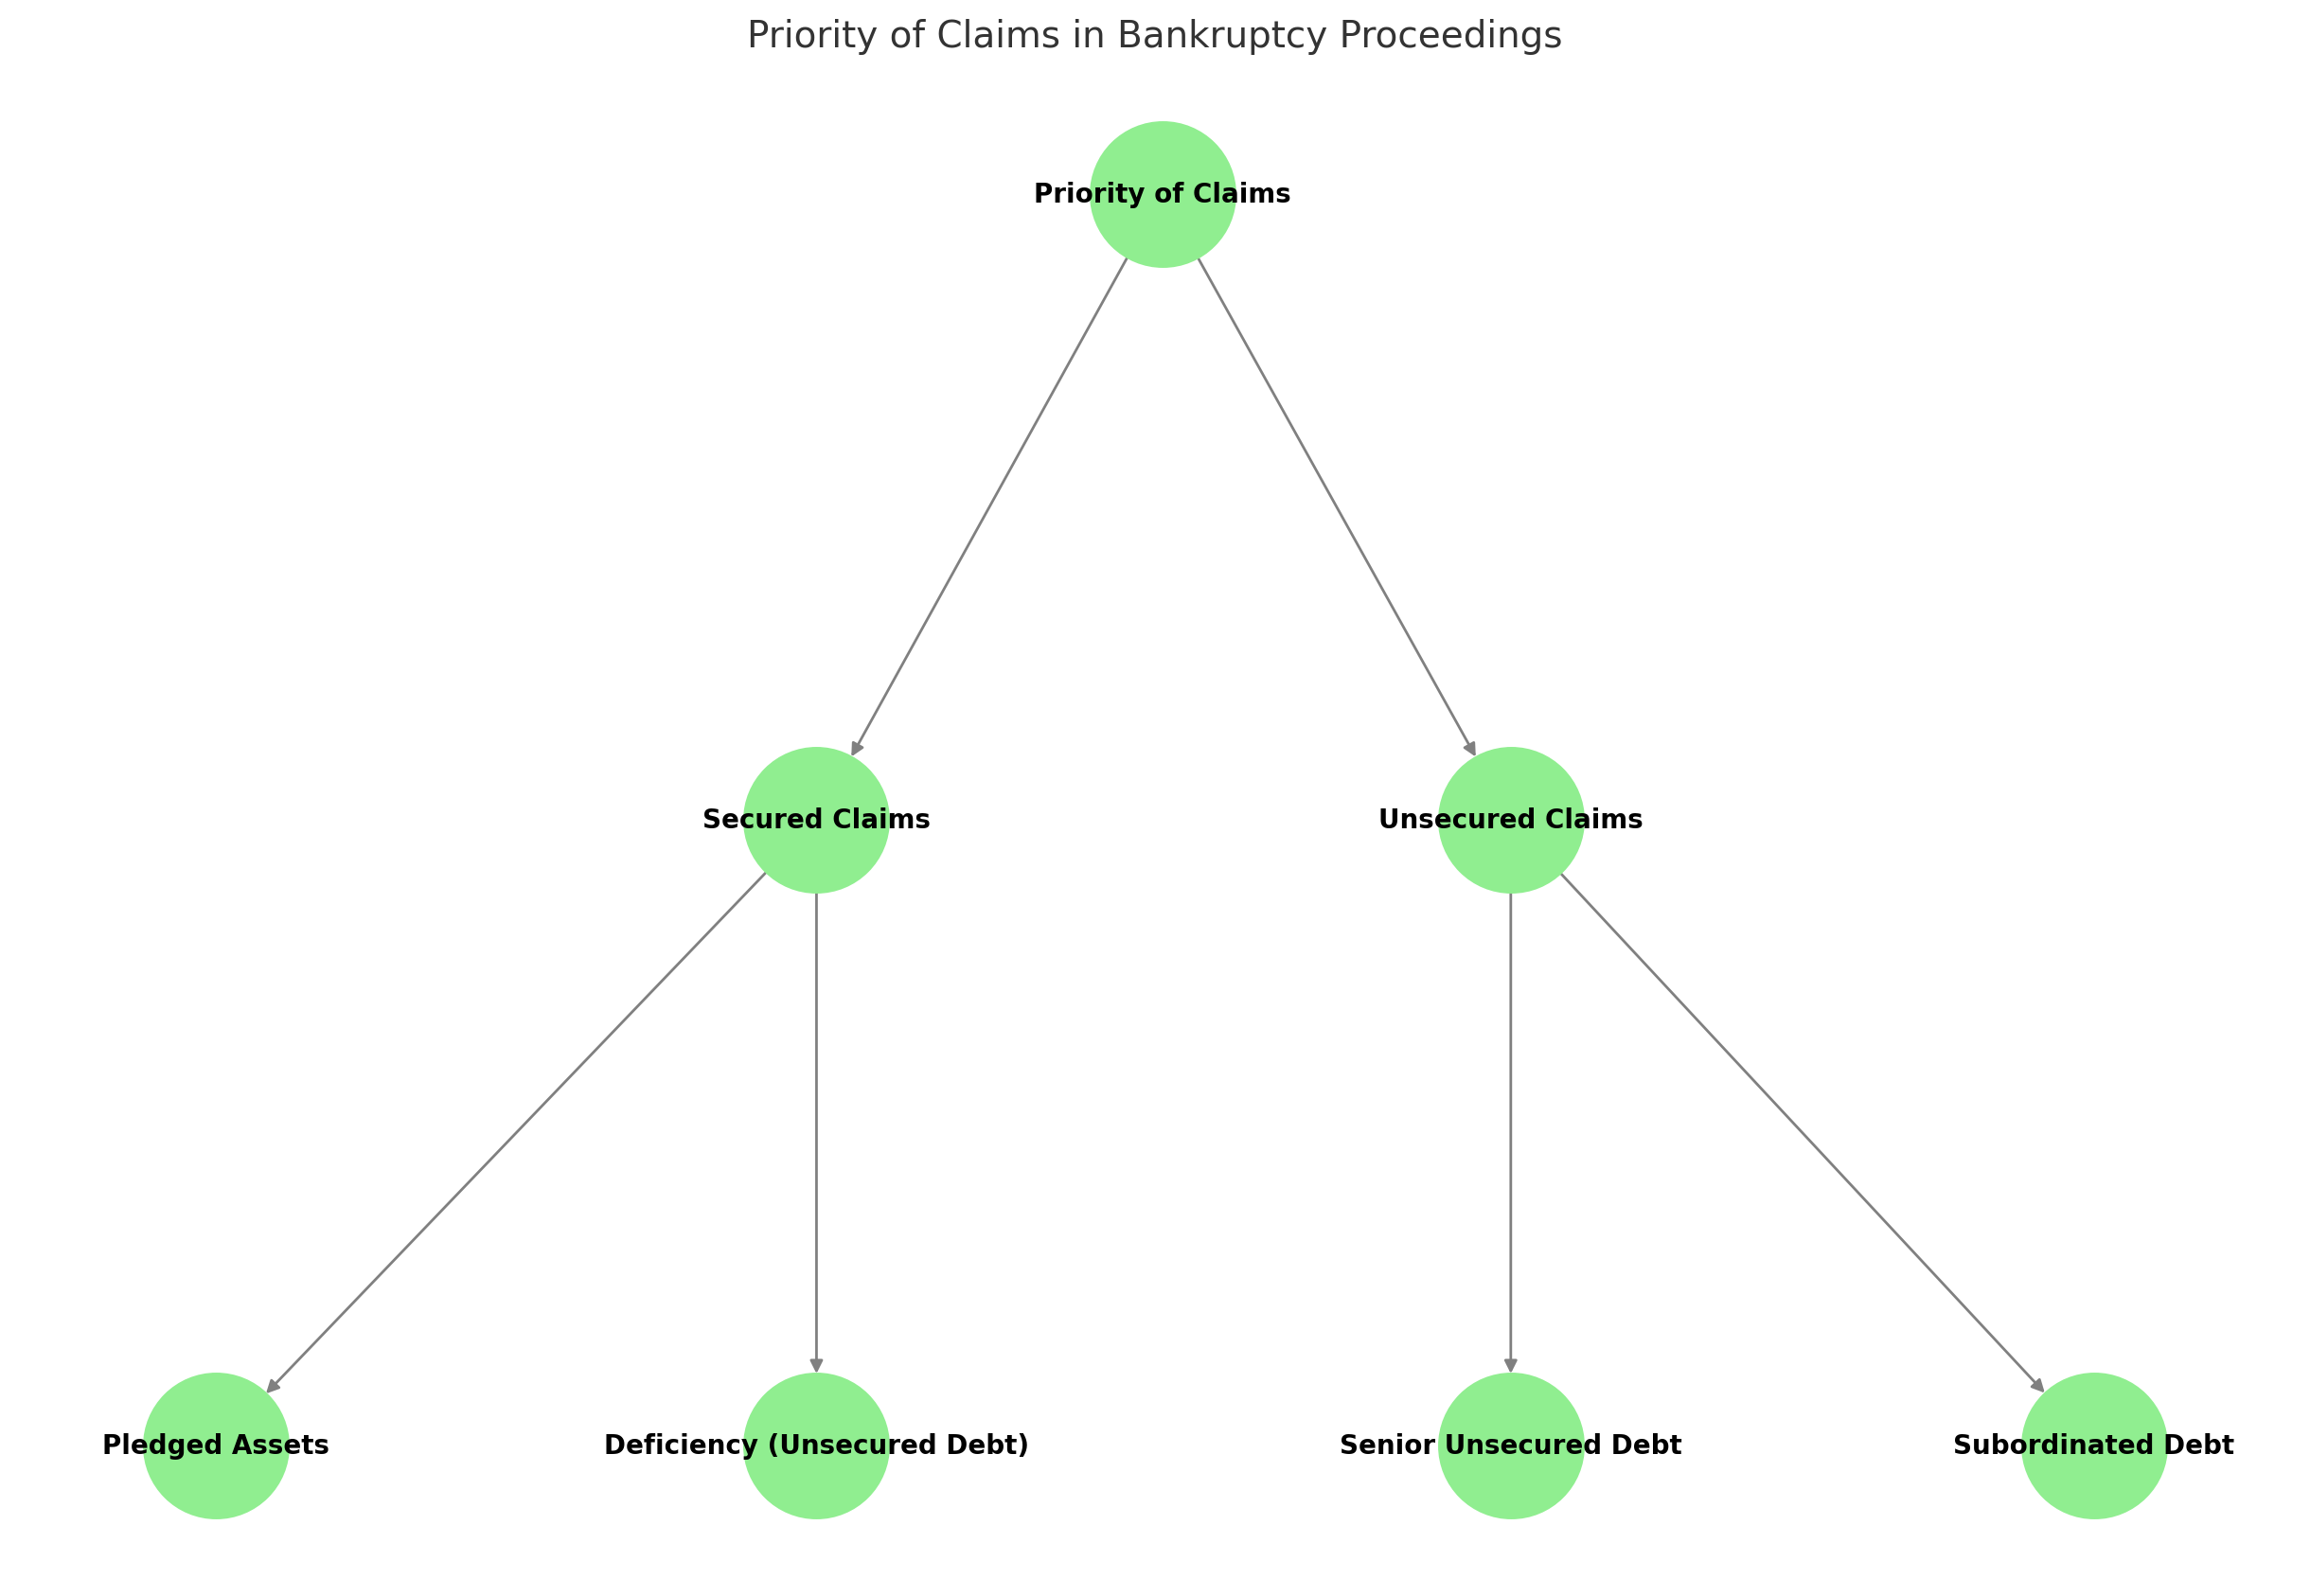 Priority of Claims in Bankruptcy Proceedings
Priority of Claims
Secured Claims
Unsecured Claims
Pledged Assets
Deficiency (Unsecured Debt)
Senior Unsecured Debt
Subordinated Debt